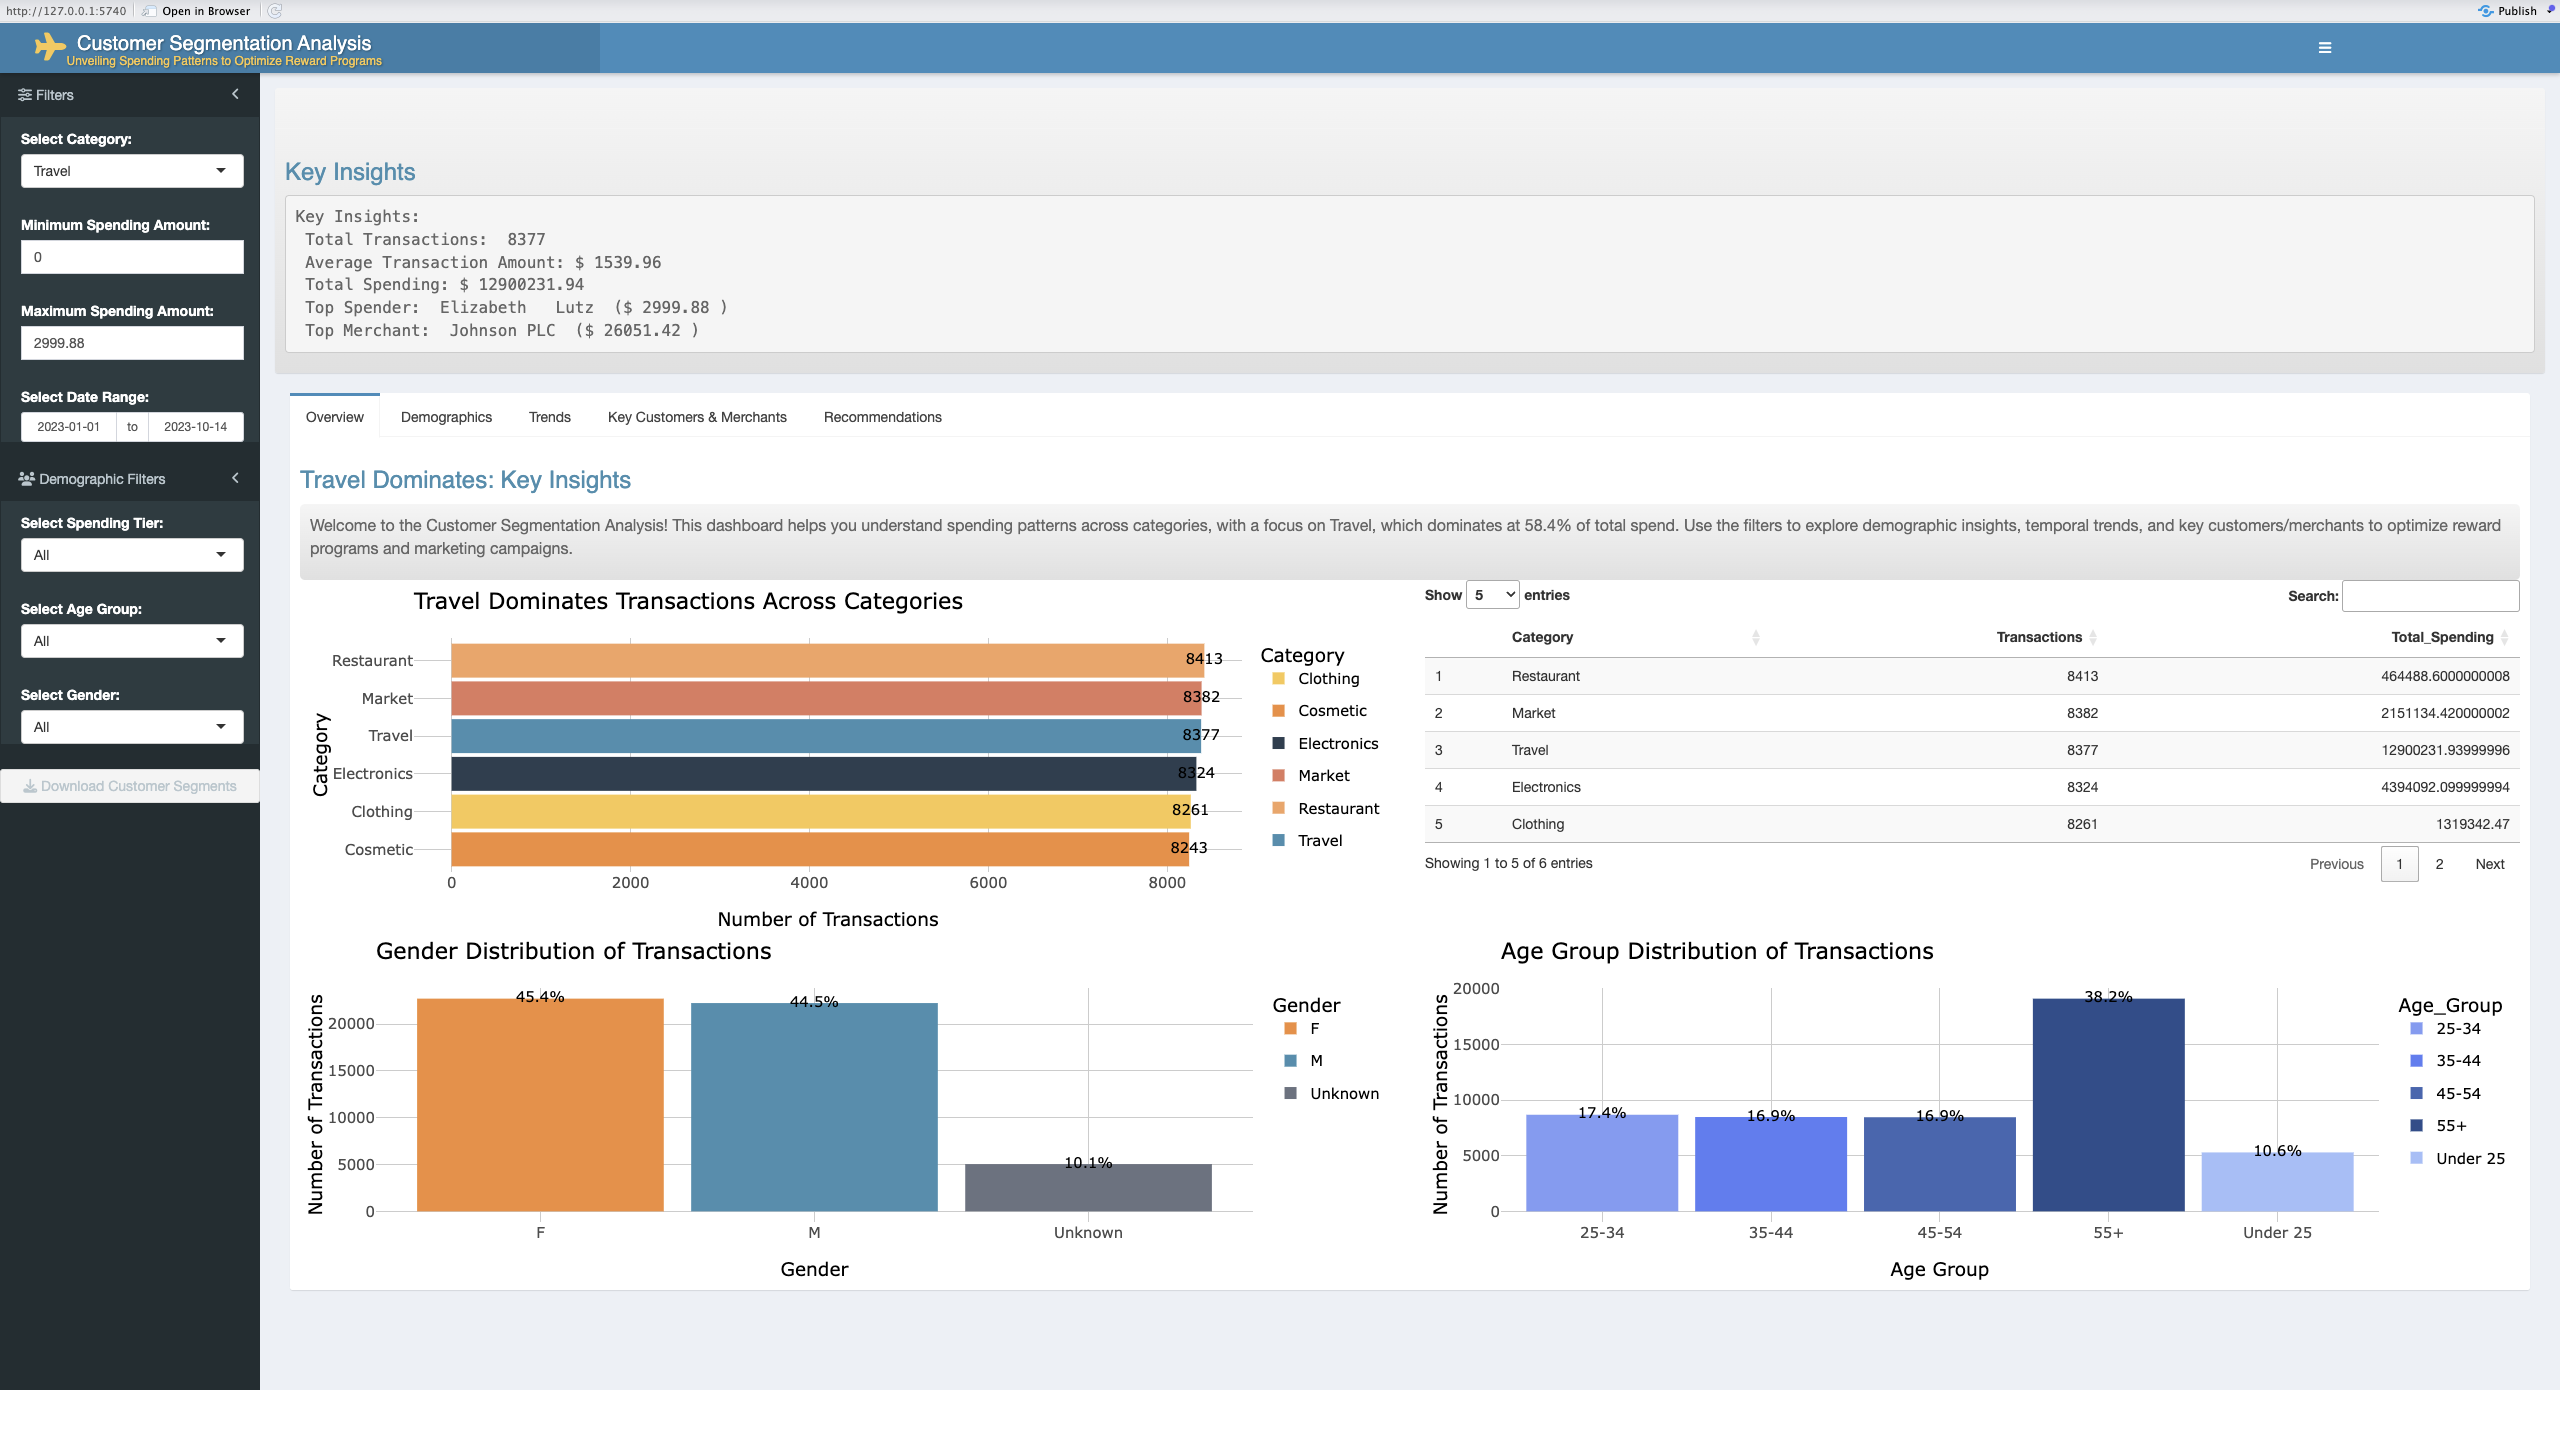 http://127.0.0.1:5740 Open in Browser Publish
Customer Segmentation Analysis
Unveiling Spending Patterns to Optimize Reward Programs
Filters
Select Category:
Travel
Minimum Spending Amount:
0
Maximum Spending Amount:
2999.88
Select Date Range:
2023-01-01 to 2023-10-14
Demographic Filters
Select Spending Tier:
All
Select Age Group:
All
Select Gender:
All
Download Customer Segments
Key Insights
Key Insights:
Total Transactions: 8377
Average Transaction Amount: $ 1539.96
Total Spending: $ 12900231.94
Top Spender: Elizabeth Lutz ($ 2999.88 )
Top Merchant: Johnson PLC ($ 26051.42 )
Overview Demographics Trends Key Customers & Merchants Recommendations
Travel Dominates: Key Insights
Welcome to the Customer Segmentation Analysis! This dashboard helps you understand spending patterns across categories, with a focus on Travel, which dominates at 58.4% of total spend. Use the filters to explore demographic insights, temporal trends, and key customers/merchants to optimize reward
programs and marketing campaigns.
Travel Dominates Transactions Across Categories
Category
Restaurant 8413
Market 8382
Travel 8377
Electronics 8324
Clothing 8261
Cosmetic 8243
0 2000 4000 6000 8000
Number of Transactions
Category
Clothing
Cosmetic
Electronics
Market
Restaurant
Travel
Show 5 entries
Search:
Category Transactions Total_Spending
1 Restaurant 8413 464488.6000000008
2 Market 8382 2151134.420000002
3 Travel 8377 12900231.93999996
4 Electronics 8324 4394092.099999994
5 Clothing 8261 1319342.47
Showing 1 to 5 of 6 entries
Previous 1 2 Next
Gender Distribution of Transactions
Number of Transactions
20000
15000
10000
5000
0
45.4% 44.5% 10.1%
F M Unknown
Gender
Gender
F
M
Unknown
Age Group Distribution of Transactions
Number of Transactions
20000
15000
10000
5000
0
17.4% 16.9% 16.9% 38.2% 10.6%
25-34 35-44 45-54 55+ Under 25
Age Group
Age_Group
25-34
35-44
45-54
55+
Under 25